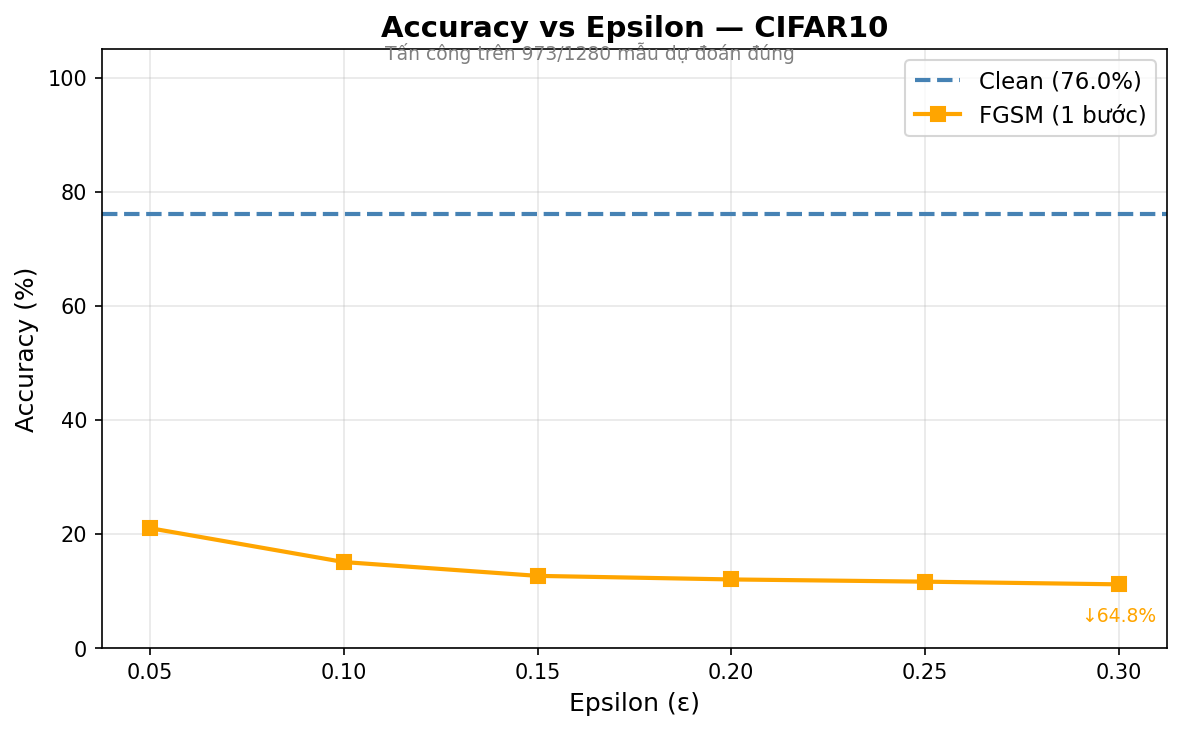 Accuracy vs Epsilon — CIFAR10
Tấn công trên 973/1280 mẫu dự đoán đúng
Clean (76.0%)
FGSM (1 bước)
Accuracy (%)
100
80
60
40
20
0
↓64.8%
0.05 0.10 0.15 0.20 0.25 0.30
Epsilon (ε)